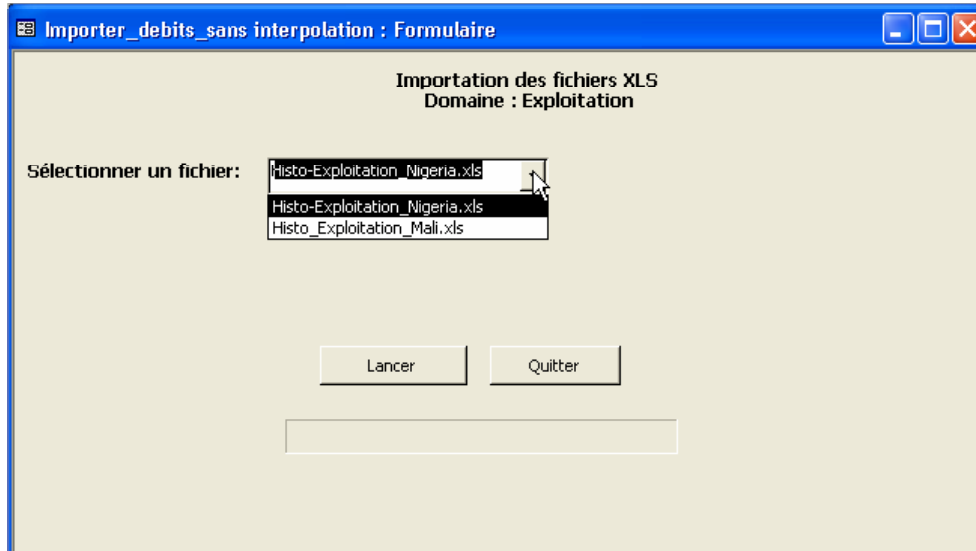 Importer_debits_sans interpolation : Formulaire
Importation des fichiers XLS
Domaine : Exploitation
Sélectionner un fichier: Histo-Exploitation_Nigeria.xls
Histo-Exploitation_Nigeria.xls
Histo_Exploitation_Mali.xls
Lancer Quitter